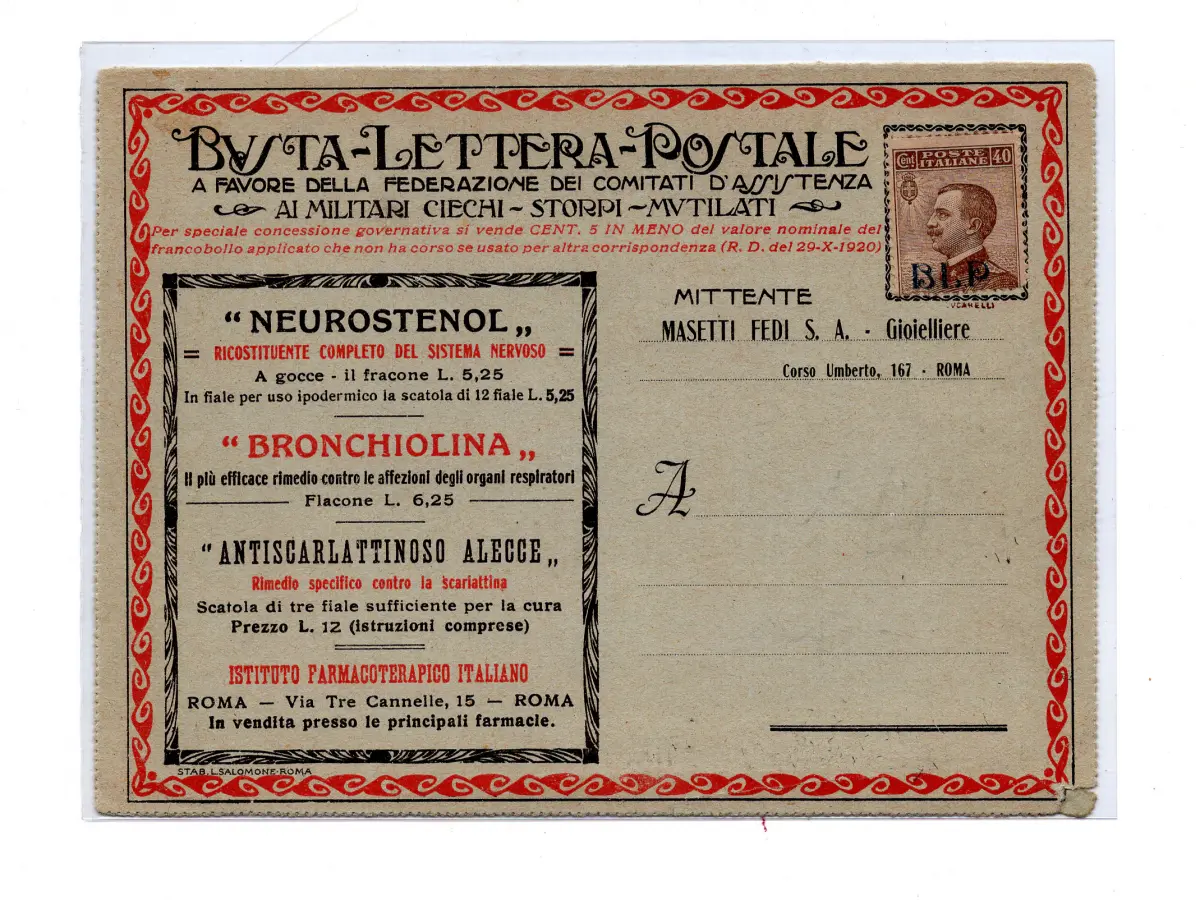 BVSTA-LETTERA-POSTALE
A FAVORE DELLA FEDERAZIONE DEI COMITATI D'ASSISTENZA
AI MILITARI CIECHI ~ STORPI ~ MVTILATI
Per speciale concessione governativa si vende CENT. 5 IN MENO del valore nominale del
francobollo applicato che non ha corso se usato per altra corrispondenza (R. D. del 29-X-1920)
Cent POSTE ITALIANE 40
BLP
"NEUROSTENOL„
= RICOSTITUENTE COMPLETO DEL SISTEMA NERVOSO =
A gocce - il fracone L. 5,25
In fiale per uso ipodermico la scatola di 12 fiale L. 5,25
"BRONCHIOLINA„
Il più efficace rimedio contro le affezioni degli organi respiratori
Flacone L. 6,25
"ANTISCARLATTINOSO ALECCE„
Rimedio specifico contro la scarlattina
Scatola di tre fiale sufficiente per la cura
Prezzo L. 12 (istruzioni comprese)
ISTITUTO FARMACOTERAPICO ITALIANO
ROMA — Via Tre Cannelle, 15 — ROMA
In vendita presso le principali farmacie.
STAB. L. SALOMONE-ROMA
MITTENTE
MASETTI FEDI S. A. - Gioielliere
Corso Umberto, 167 - ROMA
A